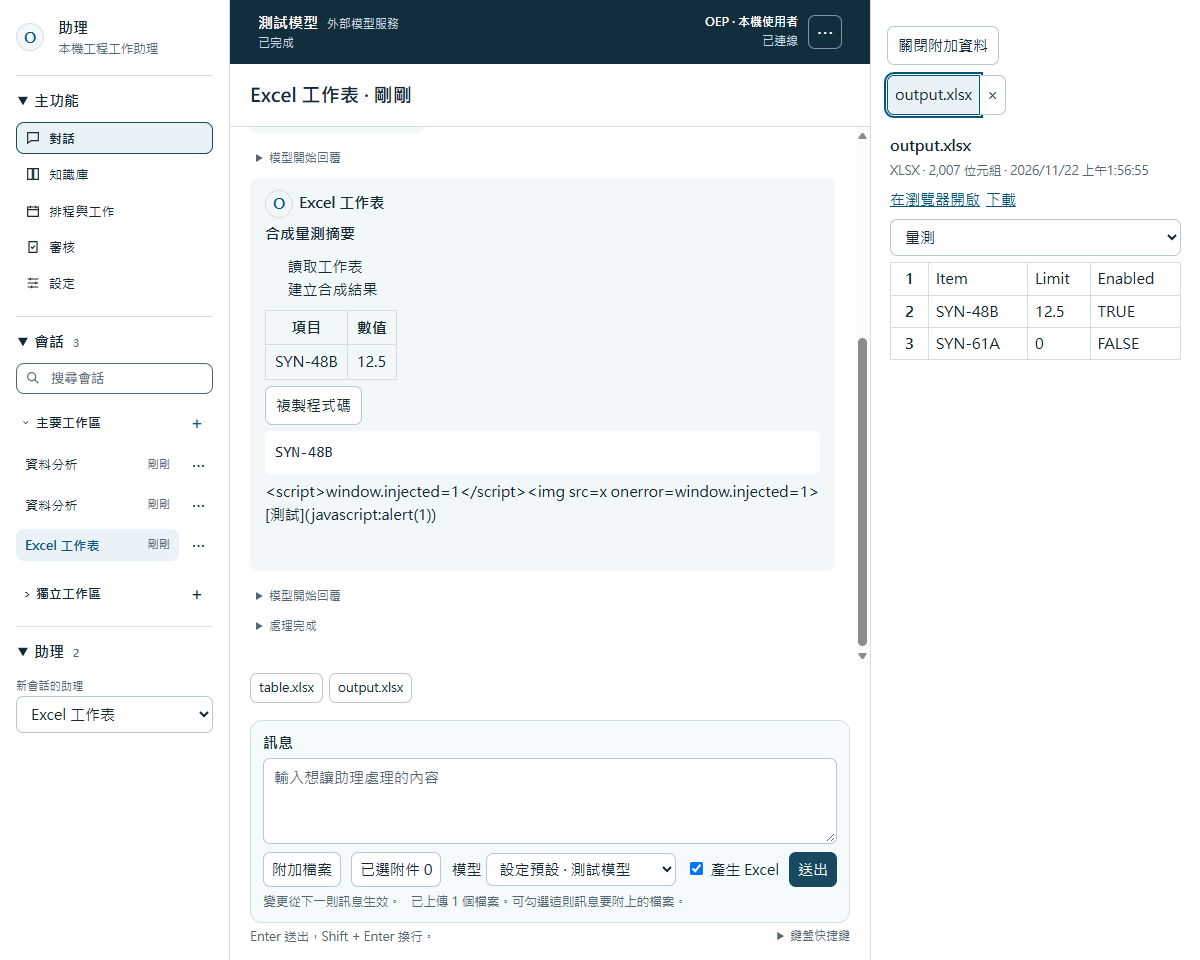 O
助理
本機工程工作助理
▼ 主功能
對話
知識庫
排程與工作
審核
設定
▼ 會話 3
搜尋會話
主要工作區 +
資料分析 剛剛 ...
資料分析 剛剛 ...
Excel 工作表 剛剛 ...
獨立工作區 +
▼ 助理 2
新會話的助理
Excel 工作表
測試模型 外部模型服務
已完成
OEP · 本機使用者
已連線
...
Excel 工作表 · 剛剛
▶ 模型開始回覆
O Excel 工作表
合成量測摘要
讀取工作表
建立合成結果
項目 數值
SYN-48B 12.5
複製程式碼
SYN-48B
<script>window.injected=1</script><img src=x onerror=window.injected=1>
[測試](javascript:alert(1))
▶ 模型開始回覆
▶ 處理完成
table.xlsx output.xlsx
訊息
輸入想讓助理處理的內容
附加檔案 已選附件 0 模型 設定預設 · 測試模型 產生 Excel 送出
變更從下一則訊息生效。 已上傳 1 個檔案。可勾選這則訊息要附上的檔案。
Enter 送出，Shift + Enter 換行。
▶ 鍵盤快捷鍵
關閉附加資料
output.xlsx ×
output.xlsx
XLSX · 2,007 位元組 · 2026/11/22 上午1:56:55
在瀏覽器開啟 下載
量測
1 Item Limit Enabled
2 SYN-48B 12.5 TRUE
3 SYN-61A 0 FALSE